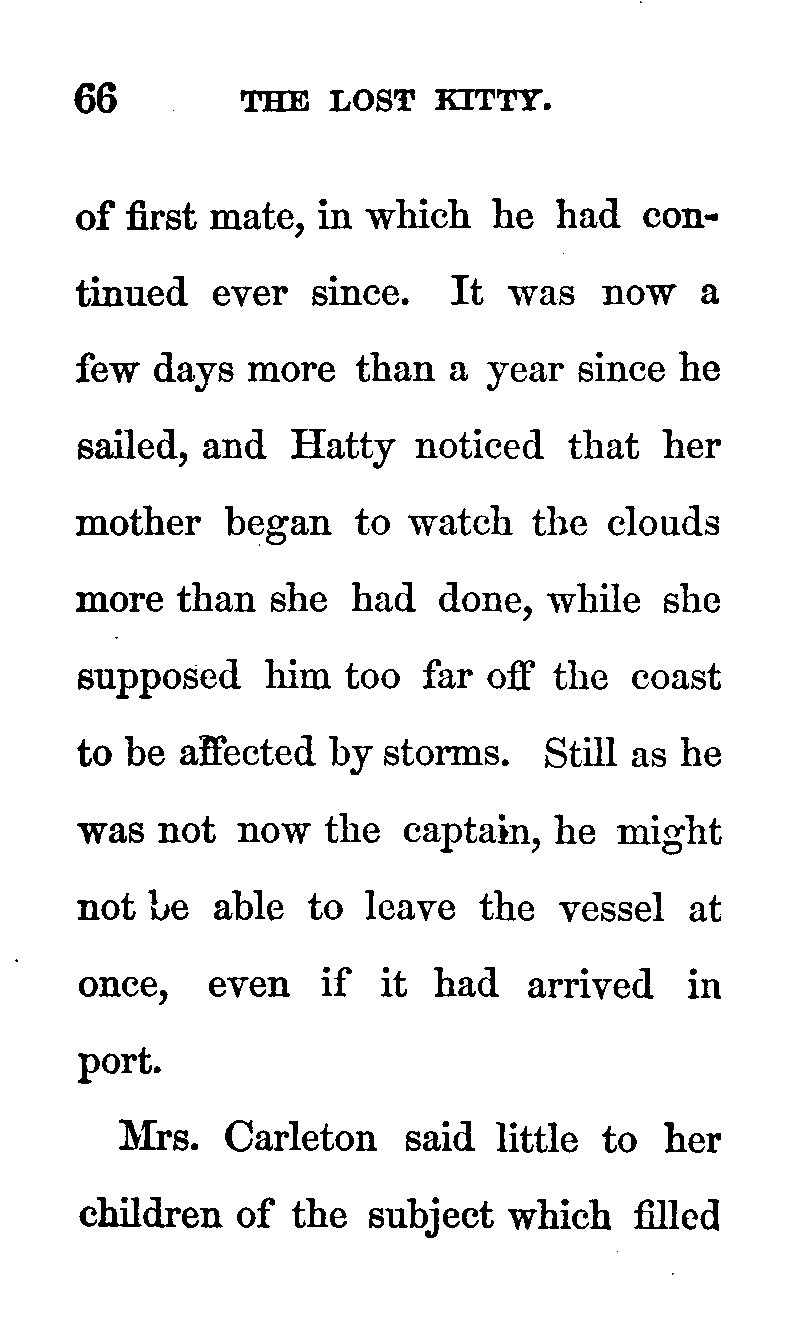 66 THE LOST KITTY.
of first mate, in which he had con-
tinued ever since. It was now a
few days more than a year since he
sailed, and Hatty noticed that her
mother began to watch the clouds
more than she had done, while she
supposed him too far off the coast
to be affected by storms. Still as he
was not now the captain, he might
not be able to leave the vessel at
once, even if it had arrived in
port.
Mrs. Carleton said little to her
children of the subject which filled